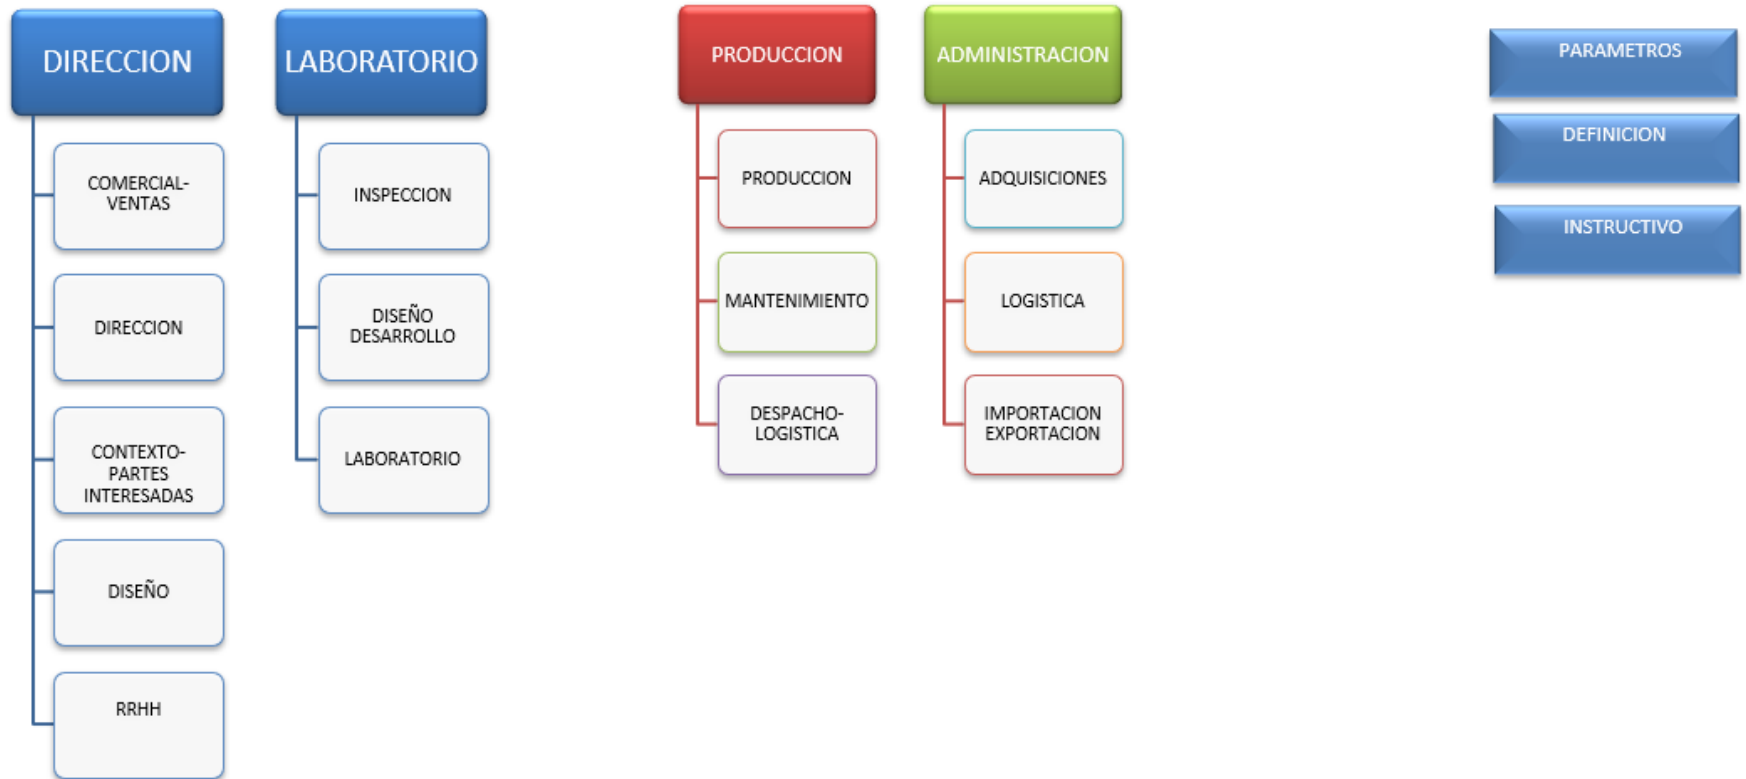 DIRECCION
COMERCIAL-
VENTAS
DIRECCION
CONTEXTO-
PARTES
INTERESADAS
DISEÑO
RRHH
LABORATORIO
INSPECCION
DISEÑO
DESARROLLO
LABORATORIO
PRODUCCION
PRODUCCION
MANTENIMIENTO
DESPACHO-
LOGISTICA
ADMINISTRACION
ADQUISICIONES
LOGISTICA
IMPORTACION
EXPORTACION
PARAMETROS
DEFINICION
INSTRUCTIVO